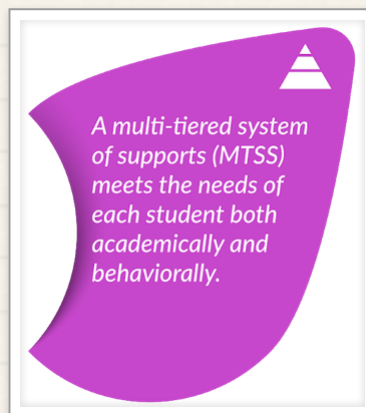 A multi-tiered system
of supports (MTSS)
meets the needs of
each student both
academically and
behaviorally.